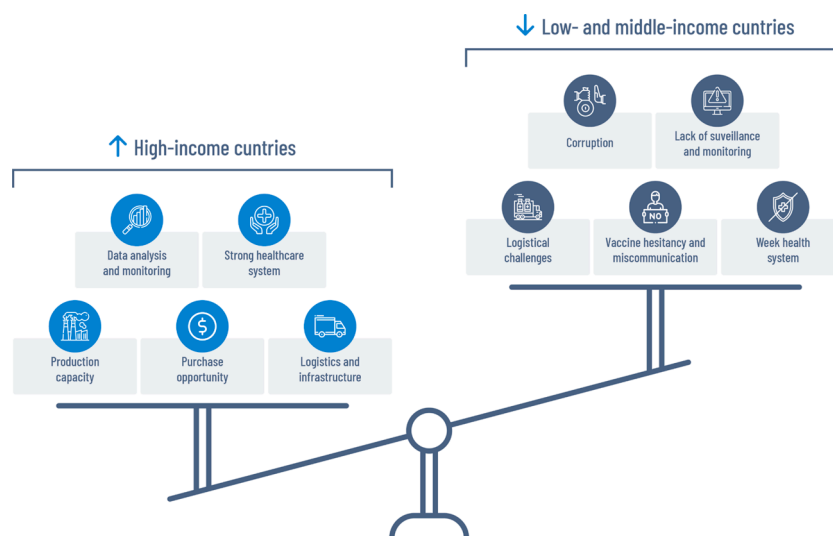 Low- and middle-income cuntries
Corruption
Lack of suveillance
and monitoring
High-income cuntries
Data analysis
and monitoring
Strong healthcare
system
Logistical
challenges
NO
Vaccine hesitancy and
miscommunication
Week health
system
Production
capacity
$
Purchase
opportunity
Logistics and
infrastructure